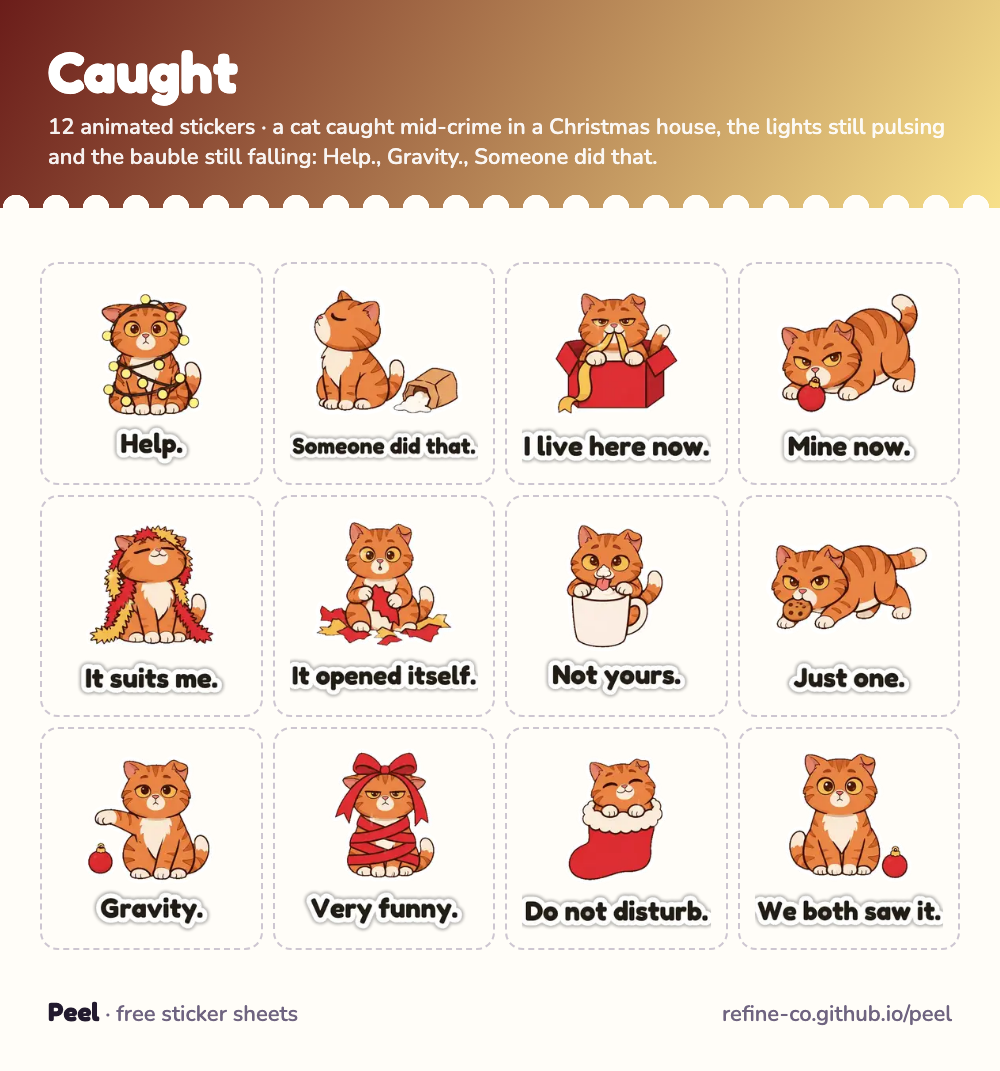 Caught
12 animated stickers · a cat caught mid-crime in a Christmas house, the lights still pulsing
and the bauble still falling: Help., Gravity., Someone did that.
Help.
Someone did that.
I live here now.
Mine now.
It suits me.
It opened itself.
Not yours.
Just one.
Gravity.
Very funny.
Do not disturb.
We both saw it.
Peel · free sticker sheets
refine-co.github.io/peel